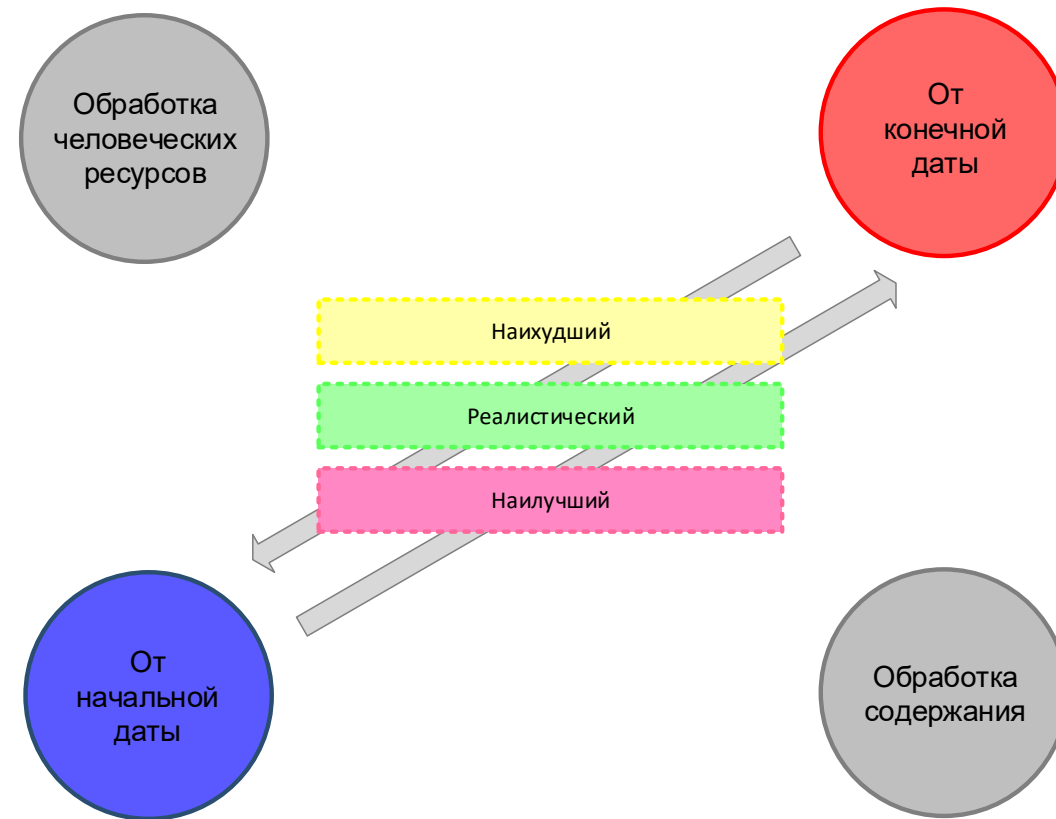 Обработка
человеческих
ресурсов
От
конечной
даты
Наихудший
Реалистический
Наилучший
От
начальной
даты
Обработка
содержания